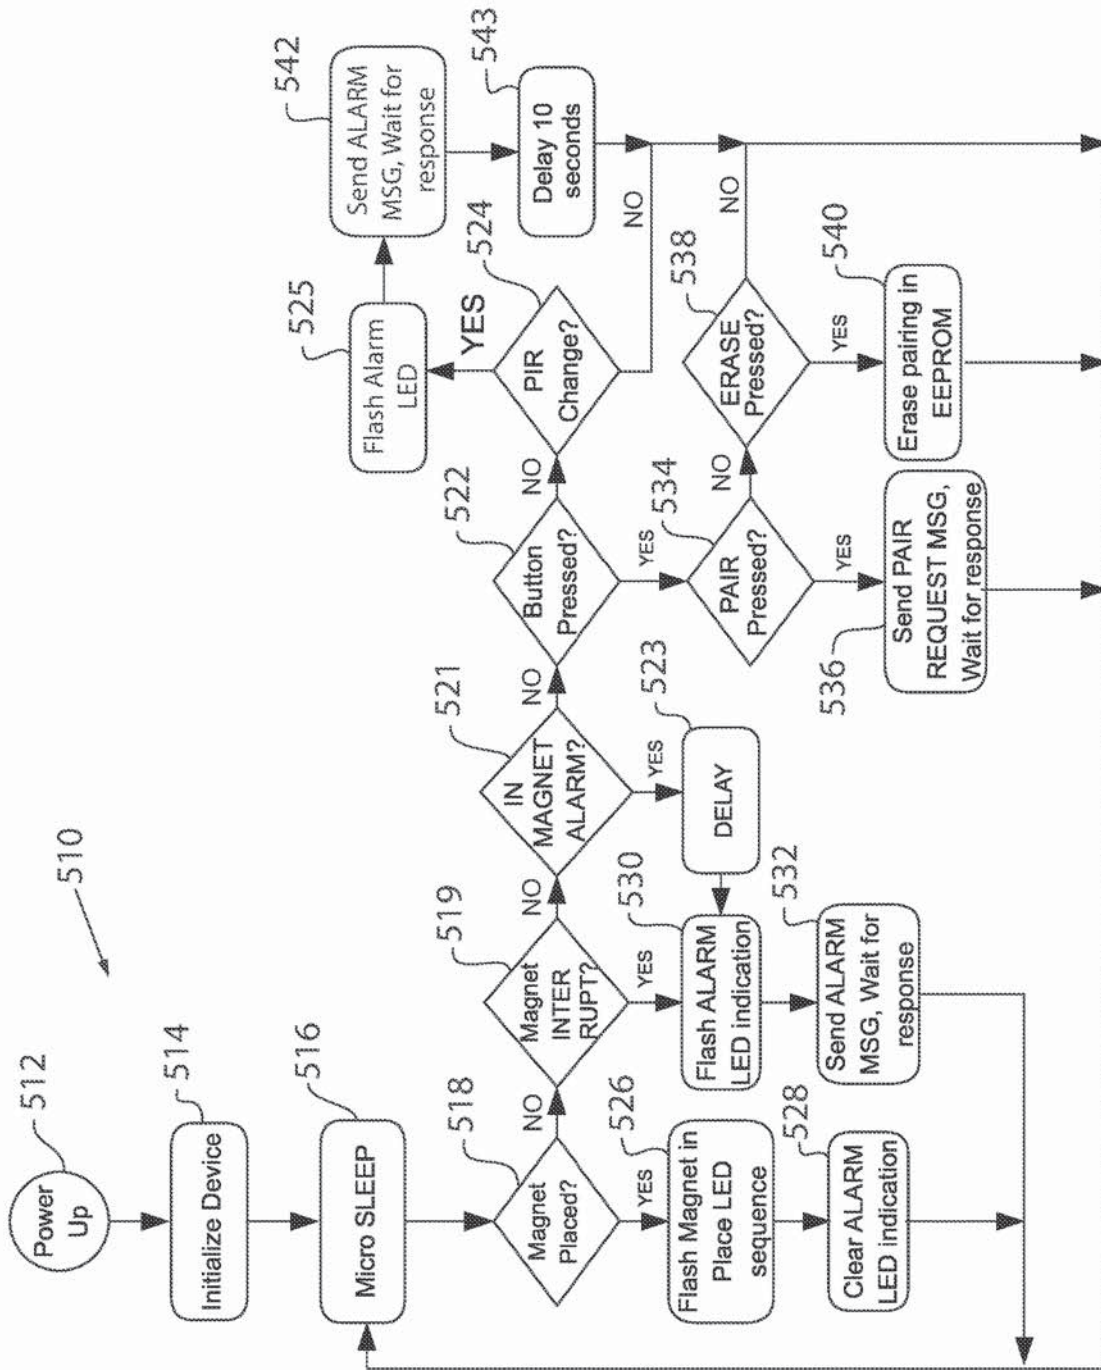 510
512
Power
Up
514
Initialize Device
516
Micro SLEEP
518
Magnet
Placed?
NO
YES
526
Flash Magnet in
Place LED
sequence
528
Clear ALARM
LED indication
519
Magnet
INTER
RUPT?
NO
YES
530
Flash ALARM
LED indication
532
Send ALARM
MSG, Wait for
response
521
IN
MAGNET
ALARM?
NO
YES
523
DELAY
522
Button
Pressed?
NO
YES
534
PAIR
Pressed?
NO
YES
536
Send PAIR
REQUEST MSG,
Wait for response
524
PIR
Change?
YES
NO
525
Flash Alarm
LED
542
Send ALARM
MSG, Wait for
response
543
Delay 10
seconds
538
ERASE
Pressed?
NO
YES
540
Erase pairing in
EEPROM